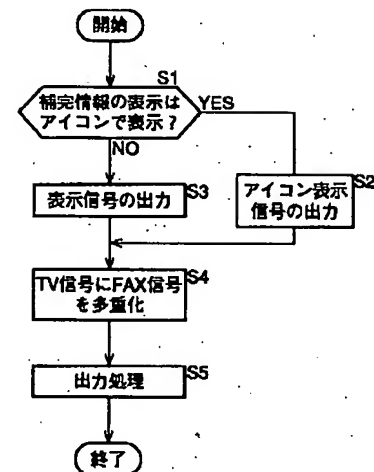 開始
S1
補完情報の表示は
アイコンで表示？
YES
NO
表示信号の出力
S3
アイコン表示
信号の出力
S2
TV信号にFAX信号
を多重化
S4
出力処理
S5
終了